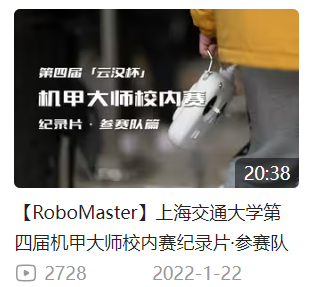 第四届「云汉杯」
机甲大师校内赛
纪录片·参赛队篇
20:38
【RoboMaster】上海交通大学第
四届机甲大师校内赛纪录片·参赛队
2728 2022-1-22